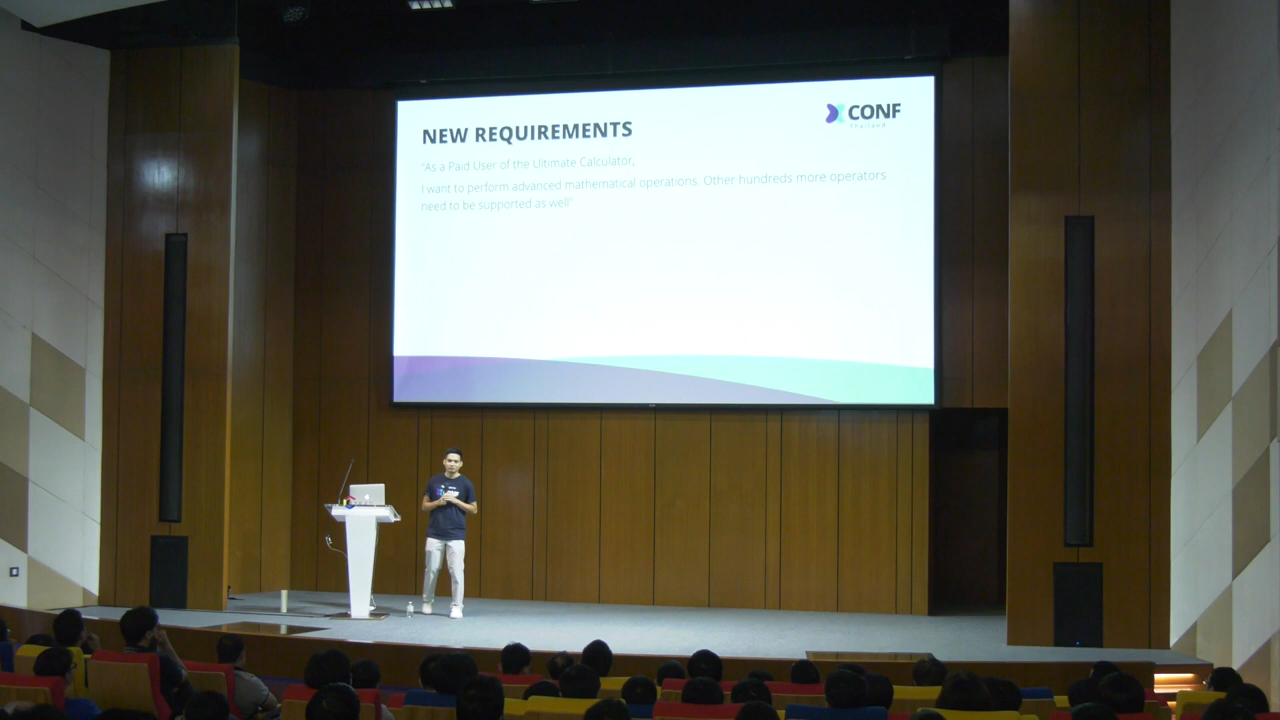 CONF
Thailand
NEW REQUIREMENTS
"As a Paid User of the Ultimate Calculator,
I want to perform advanced mathematical operations. Other hundreds more operators
need to be supported as well"